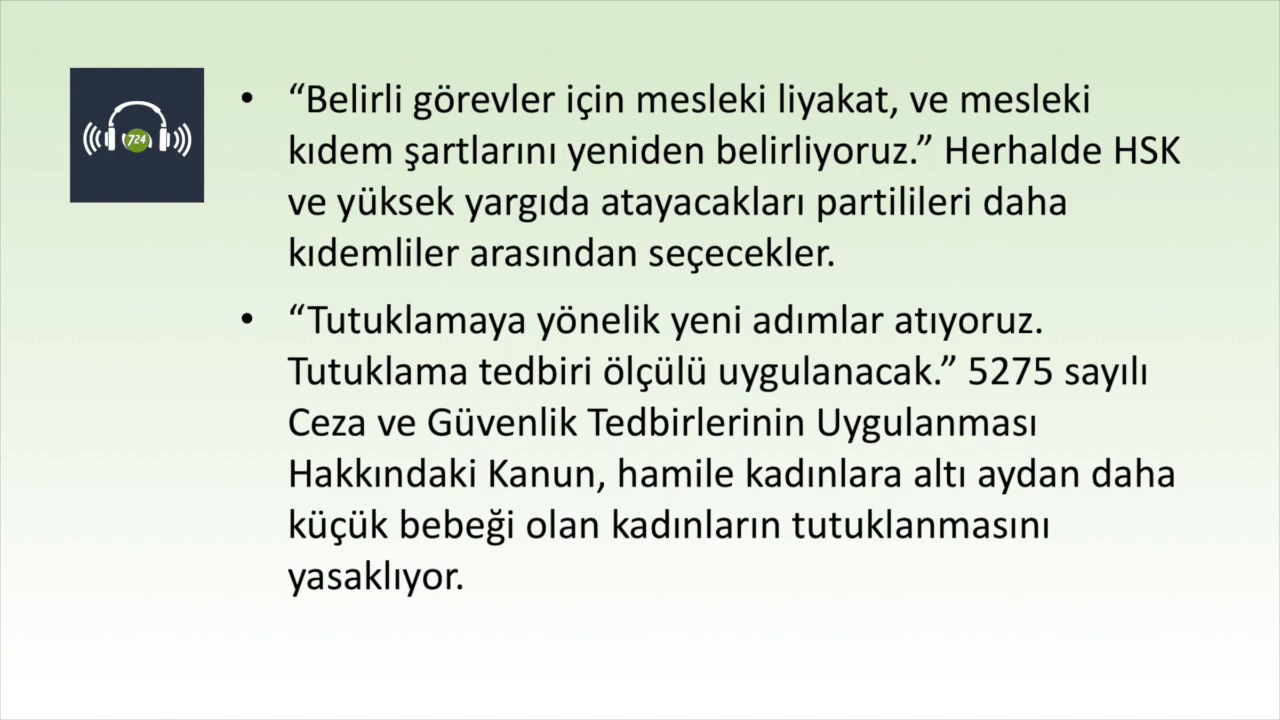 724
• “Belirli görevler için mesleki liyakat, ve mesleki
kıdem şartlarını yeniden belirliyoruz.” Herhalde HSK
ve yüksek yargıda atayacakları partilileri daha
kıdemliler arasından seçecekler.
• “Tutuklamaya yönelik yeni adımlar atıyoruz.
Tutuklama tedbiri ölçülü uygulanacak.” 5275 sayılı
Ceza ve Güvenlik Tedbirlerinin Uygulanması
Hakkındaki Kanun, hamile kadınlara altı aydan daha
küçük bebeği olan kadınların tutuklanmasını
yasaklıyor.